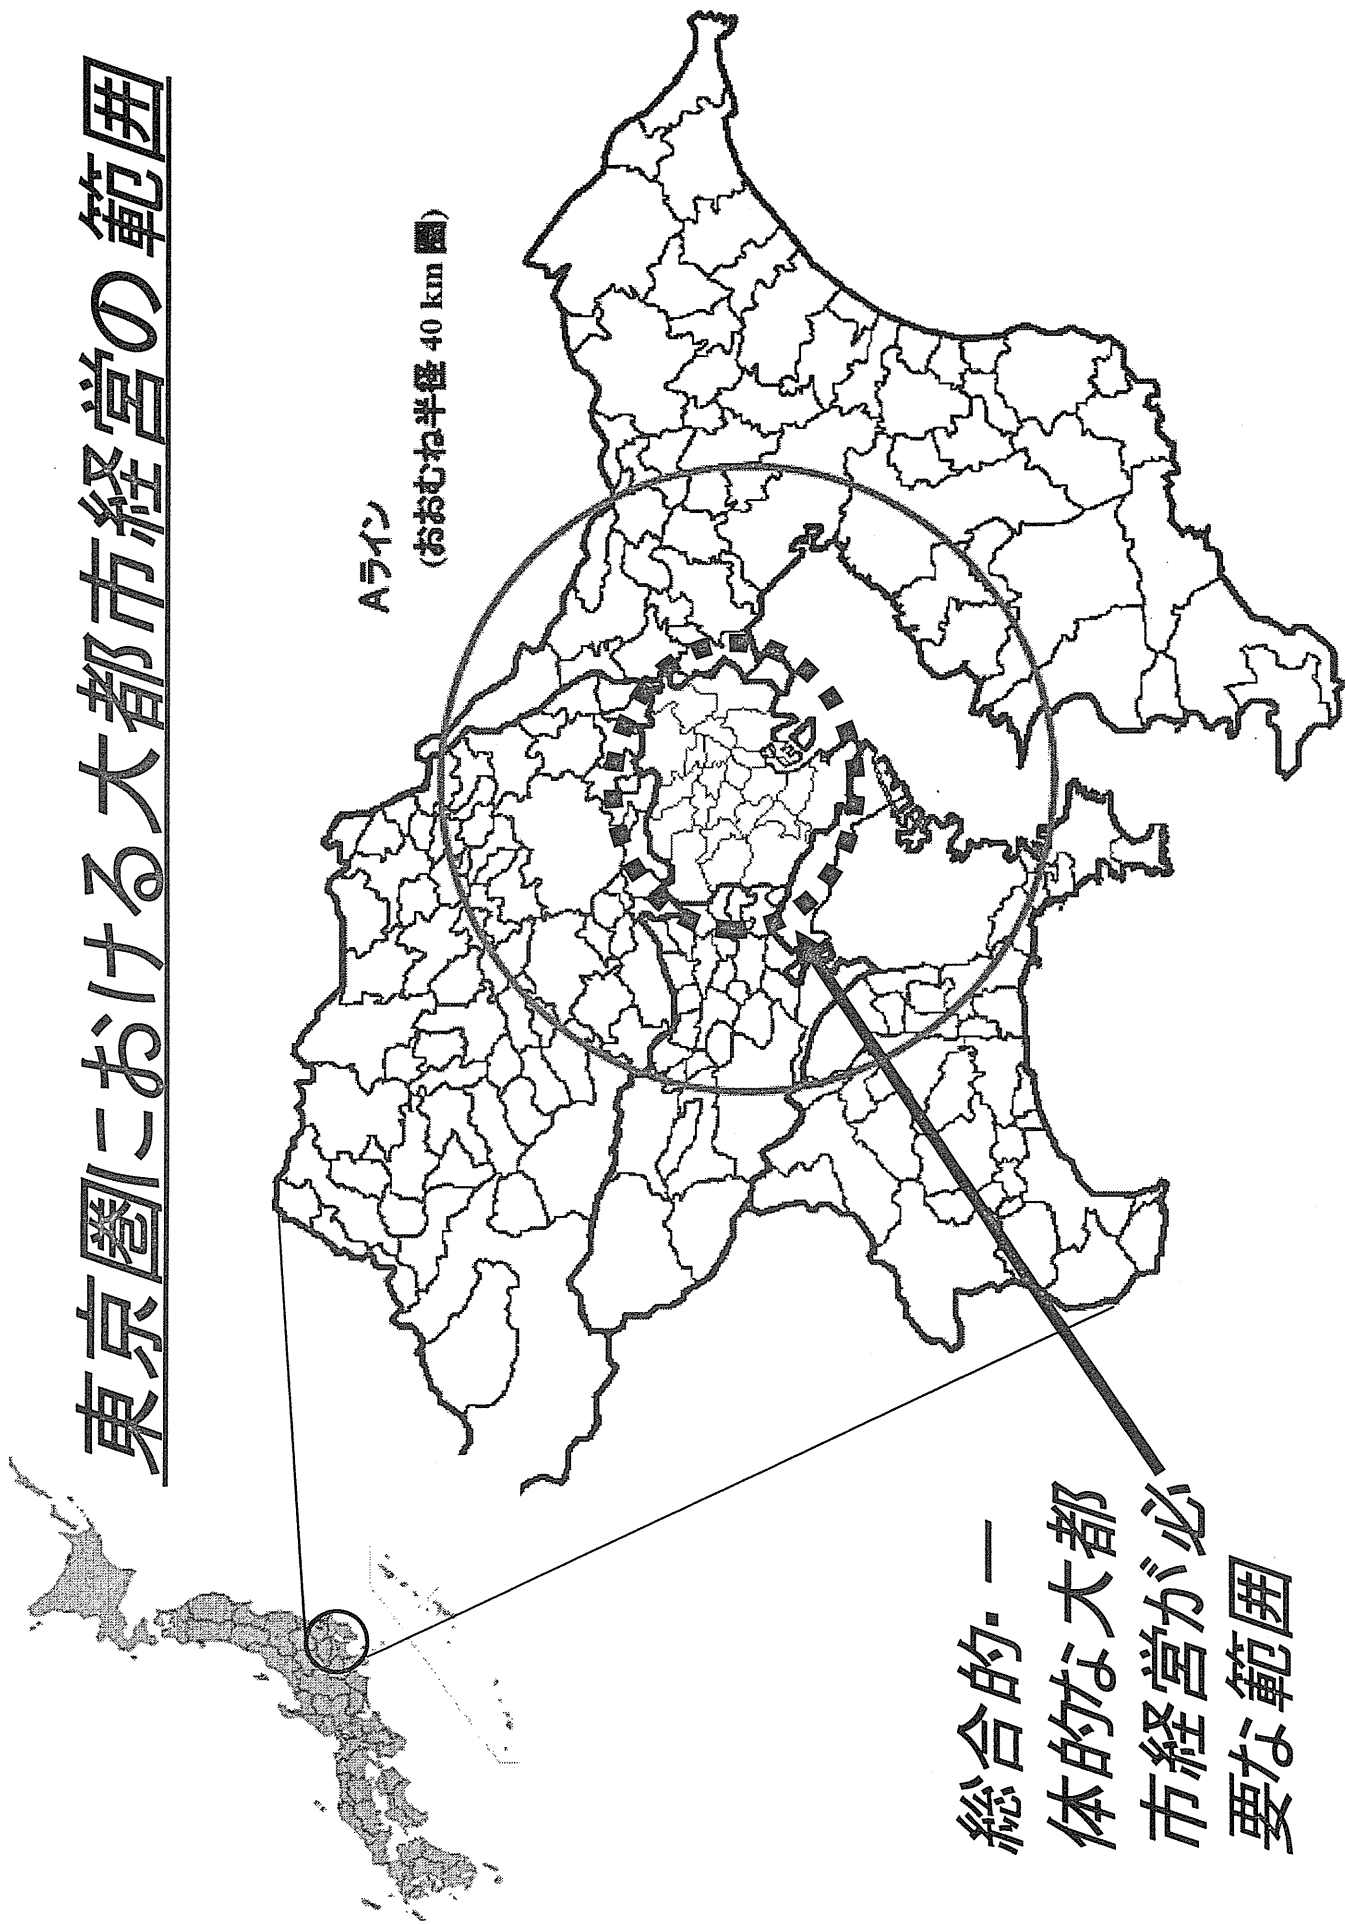 東京圏における大都市経営の範囲
Aライン
(おおむね半径 40 km 圏)
総合的・一
体的な大都
市経営が必
要な範囲